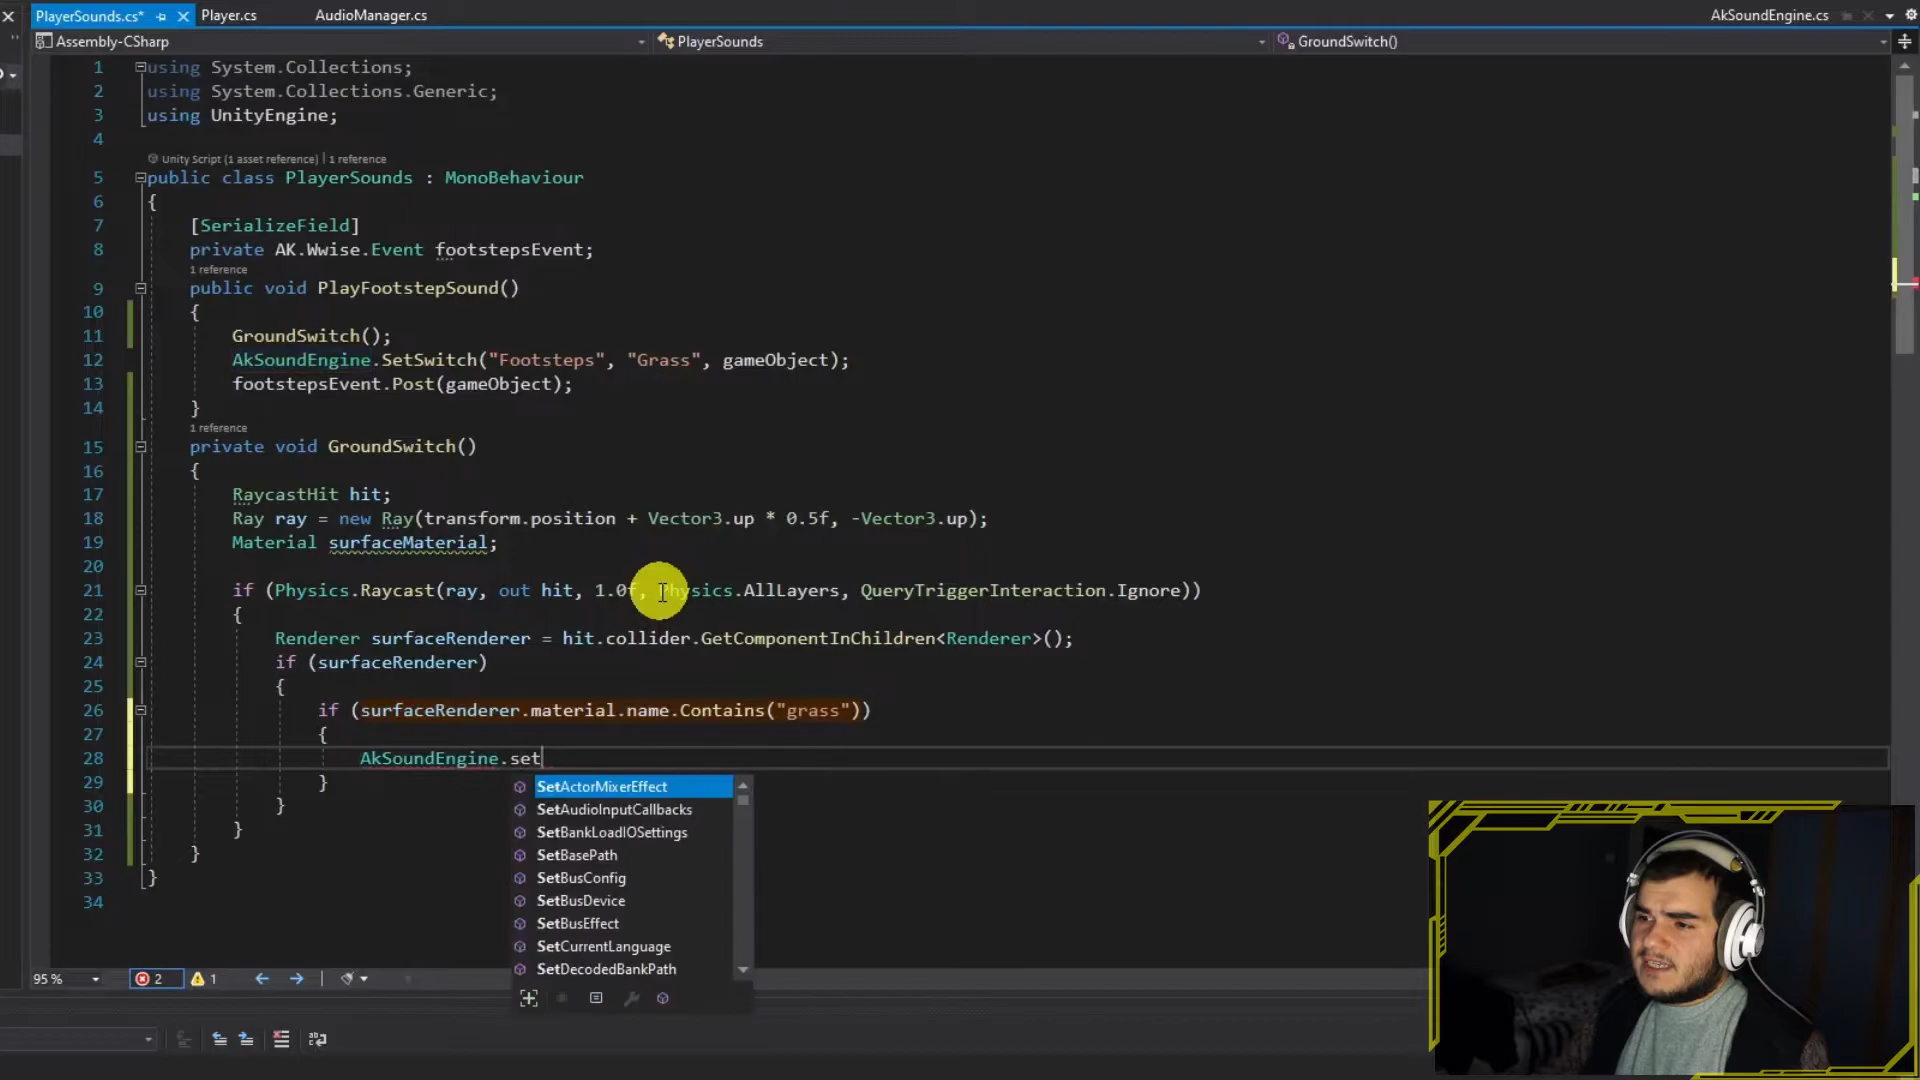 PlayerSounds.cs*
Player.cs
AudioManager.cs
AkSoundEngine.cs
Assembly-CSharp
PlayerSounds
GroundSwitch()
1 using System.Collections;
2 using System.Collections.Generic;
3 using UnityEngine;
4
Unity Script (1 asset reference) | 1 reference
5 public class PlayerSounds : MonoBehaviour
6 {
7 [SerializeField]
8 private AK.Wwise.Event footstepsEvent;
1 reference
9 public void PlayFootstepSound()
10 {
11 GroundSwitch();
12 AkSoundEngine.SetSwitch("Footsteps", "Grass", gameObject);
13 footstepsEvent.Post(gameObject);
14 }
1 reference
15 private void GroundSwitch()
16 {
17 RaycastHit hit;
18 Ray ray = new Ray(transform.position + Vector3.up * 0.5f, -Vector3.up);
19 Material surfaceMaterial;
20
21 if (Physics.Raycast(ray, out hit, 1.0f, Physics.AllLayers, QueryTriggerInteraction.Ignore))
22 {
23 Renderer surfaceRenderer = hit.collider.GetComponentInChildren<Renderer>();
24 if (surfaceRenderer)
25 {
26 if (surfaceRenderer.material.name.Contains("grass"))
27 {
28 AkSoundEngine.set
29 }
30 }
31 }
32 }
33 }
34
SetActorMixerEffect
SetAudioInputCallbacks
SetBankLoadIOSettings
SetBasePath
SetBusConfig
SetBusDevice
SetBusEffect
SetCurrentLanguage
SetDecodedBankPath
95 %
2
1